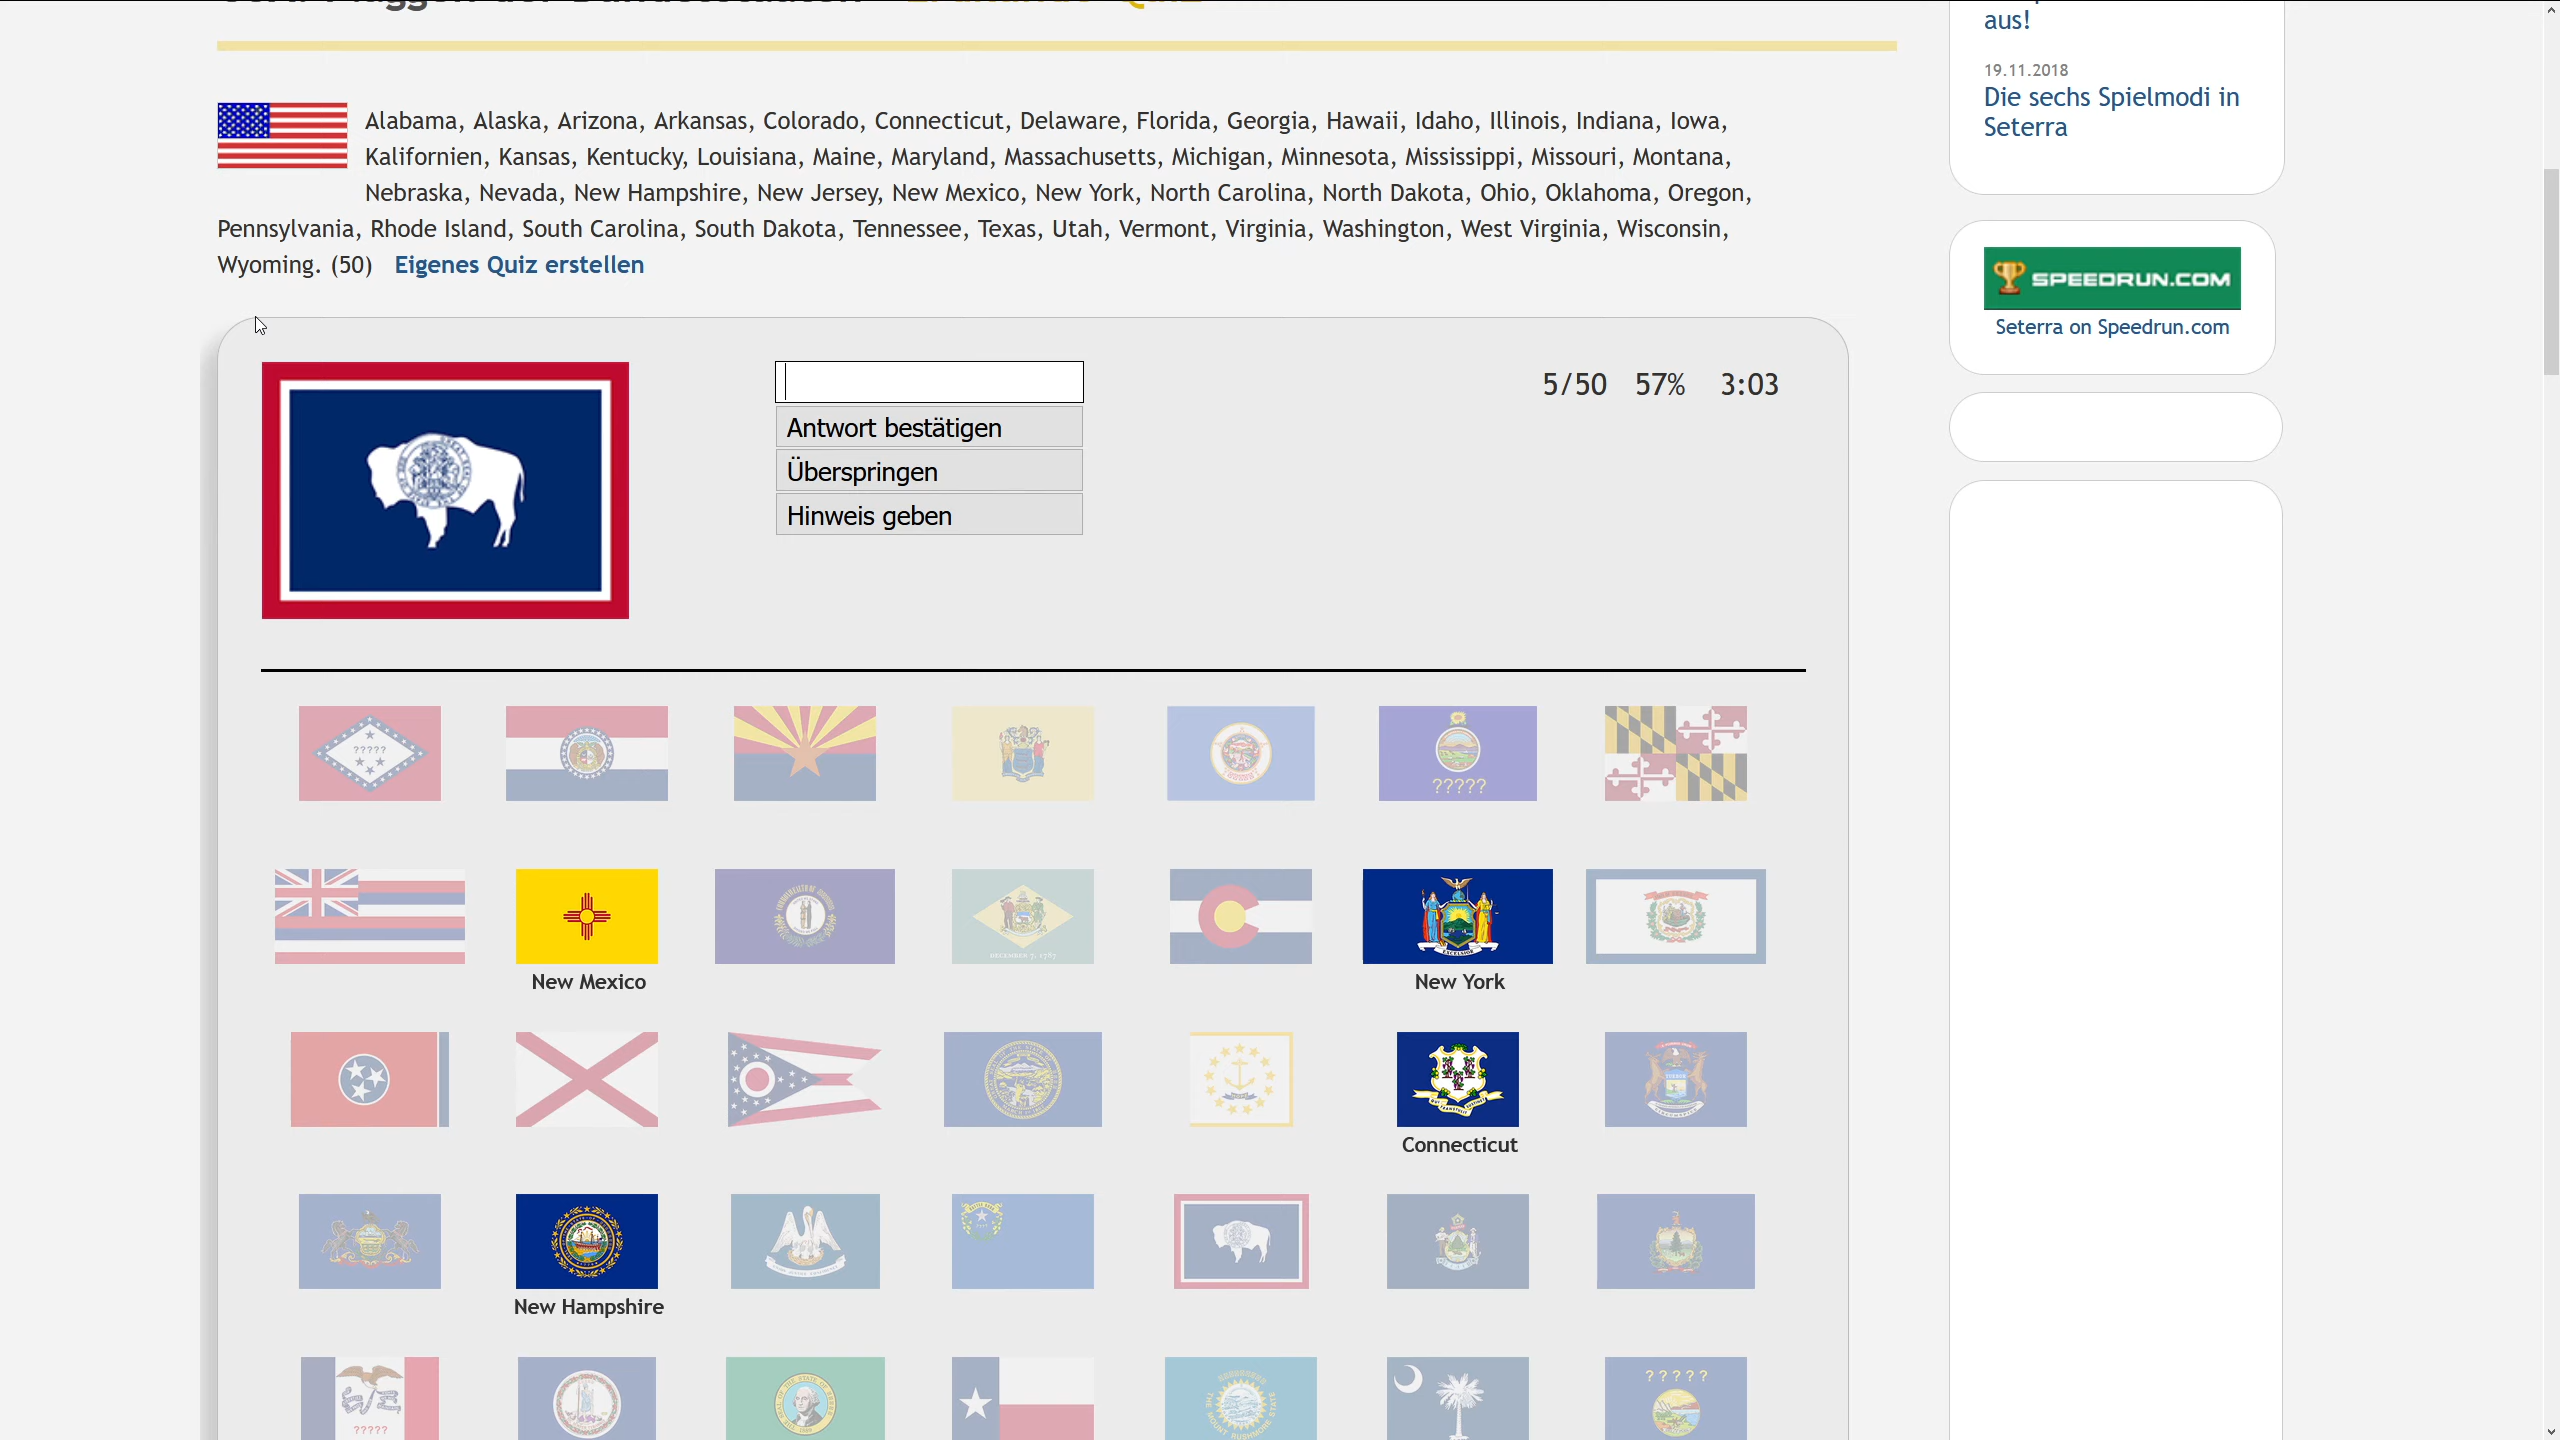 aus!
19.11.2018
Die sechs Spielmodi in
Seterra
Alabama, Alaska, Arizona, Arkansas, Colorado, Connecticut, Delaware, Florida, Georgia, Hawaii, Idaho, Illinois, Indiana, Iowa,
Kalifornien, Kansas, Kentucky, Louisiana, Maine, Maryland, Massachusetts, Michigan, Minnesota, Mississippi, Missouri, Montana,
Nebraska, Nevada, New Hampshire, New Jersey, New Mexico, New York, North Carolina, North Dakota, Ohio, Oklahoma, Oregon,
Pennsylvania, Rhode Island, South Carolina, South Dakota, Tennessee, Texas, Utah, Vermont, Virginia, Washington, West Virginia, Wisconsin,
Wyoming. (50) Eigenes Quiz erstellen
SPEEDRUN.COM
Seterra on Speedrun.com
5/50 57% 3:03
Antwort bestätigen
Überspringen
Hinweis geben
?????
?????
DECEMBER 7, 1787
EXCELSIOR
New Mexico
New York
Connecticut
New Hampshire
?????
?????